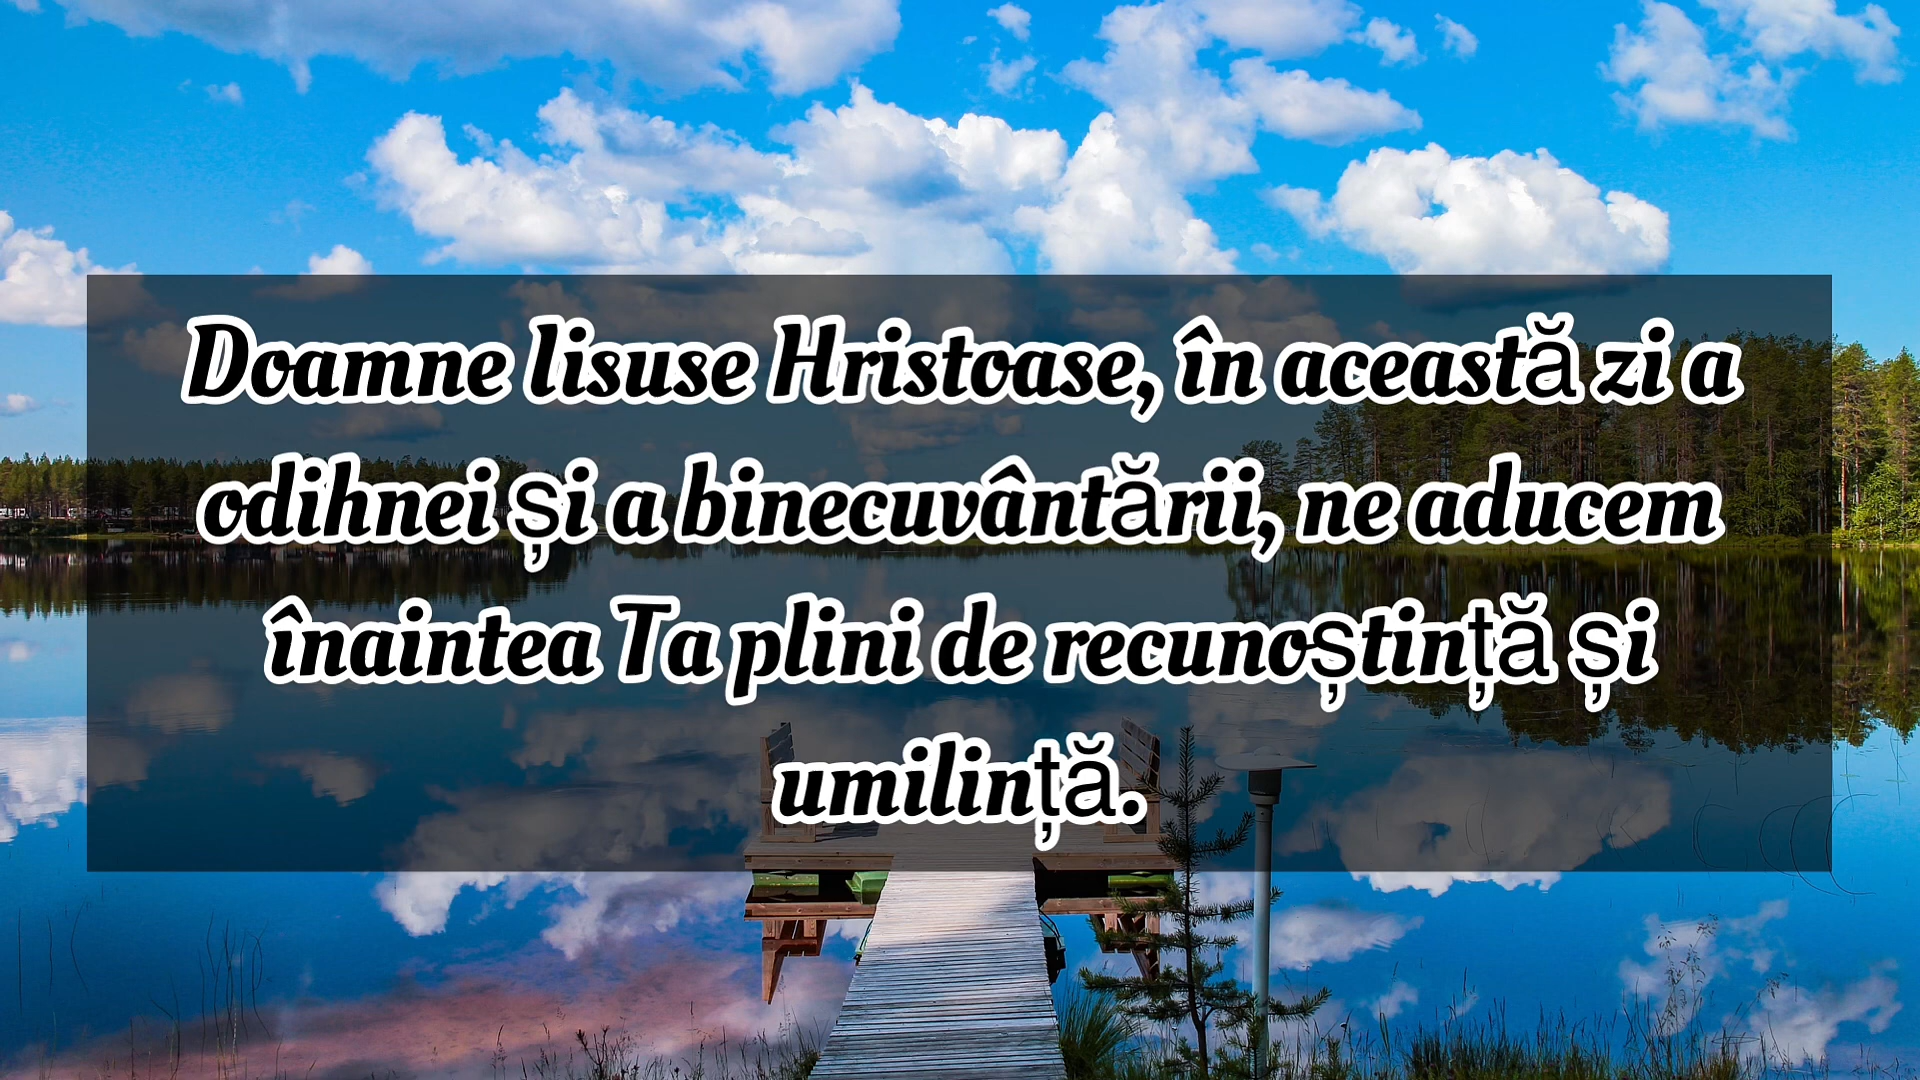 Doamne Iisuse Hristoase, în această zi a
odihnei și a binecuvântării, ne aducem
înaintea Ta plini de recunoștință și
umilință.